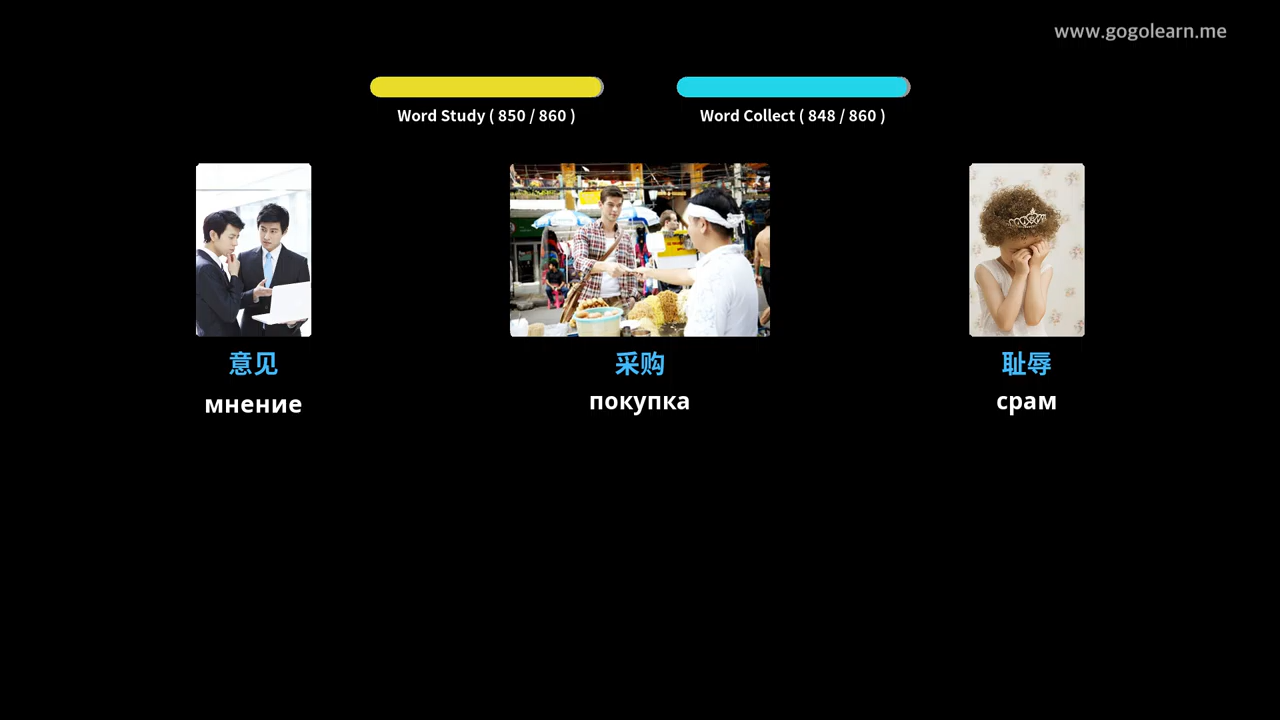 www.gogolearn.me
Word Study ( 850 / 860 )
Word Collect ( 848 / 860 )
意见
采购
耻辱
мнение
покупка
срам